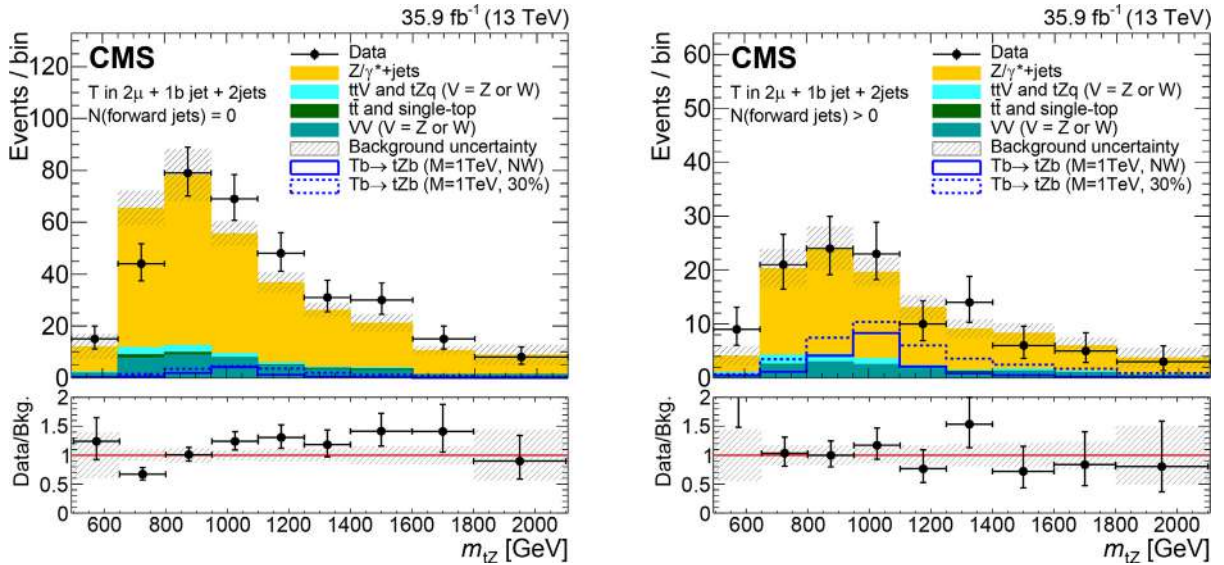 35.9 fb⁻¹ (13 TeV)
CMS
T in 2μ + 1b jet + 2jets
N(forward jets) = 0
Data
Z/γ*+jets
ttV and tZq (V = Z or W)
tt̄ and single-top
VV (V = Z or W)
Background uncertainty
Tb→ tZb (M=1TeV, NW)
Tb→ tZb (M=1TeV, 30%)
Events / bin
120
100
80
60
40
20
0
Data/Bkg.
2
1.5
1
0.5
0
600 800 1000 1200 1400 1600 1800 2000
m_tZ [GeV]
35.9 fb⁻¹ (13 TeV)
CMS
T in 2μ + 1b jet + 2jets
N(forward jets) > 0
Data
Z/γ*+jets
ttV and tZq (V = Z or W)
tt̄ and single-top
VV (V = Z or W)
Background uncertainty
Tb→ tZb (M=1TeV, NW)
Tb→ tZb (M=1TeV, 30%)
Events / bin
60
50
40
30
20
10
0
Data/Bkg.
2
1.5
1
0.5
0
600 800 1000 1200 1400 1600 1800 2000
m_tZ [GeV]